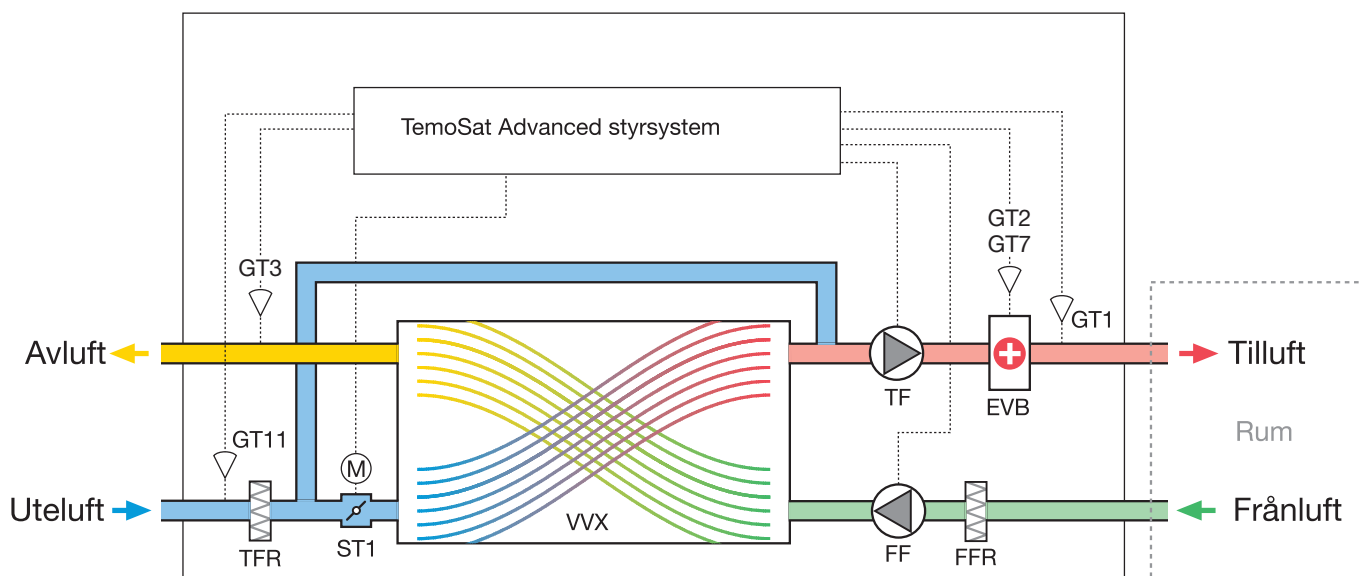 TemoSat Advanced styrsystem
GT2
GT7
GT3
GT1
Avluft
Tilluft
TF
EVB
Rum
GT11
M
Uteluft
Frånluft
VVX
TFR
ST1
FF
FFR